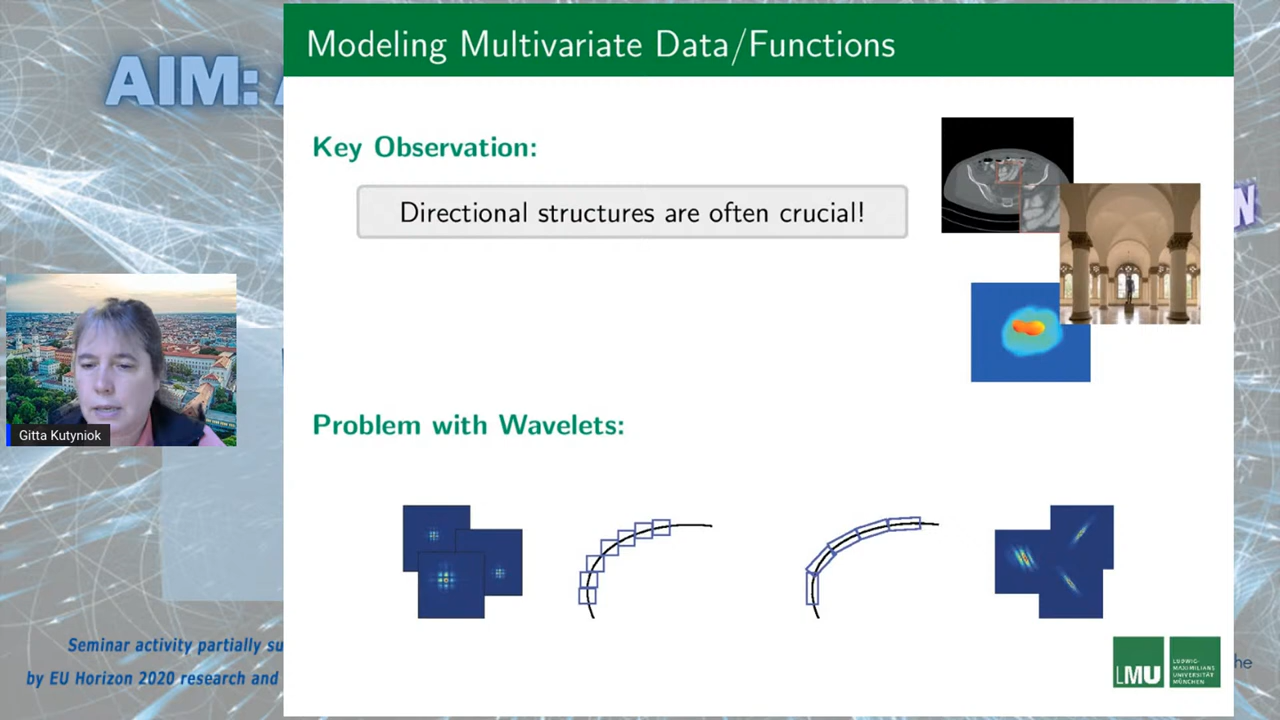 Modeling Multivariate Data/Functions
AIM:
Key Observation:
Directional structures are often crucial!
N
Gitta Kutyniok
Problem with Wavelets:
Seminar activity partially su
by EU Horizon 2020 research and
LMU
LUDWIG-
MAXIMILIANS
UNIVERSITÄT
MÜNCHEN
he